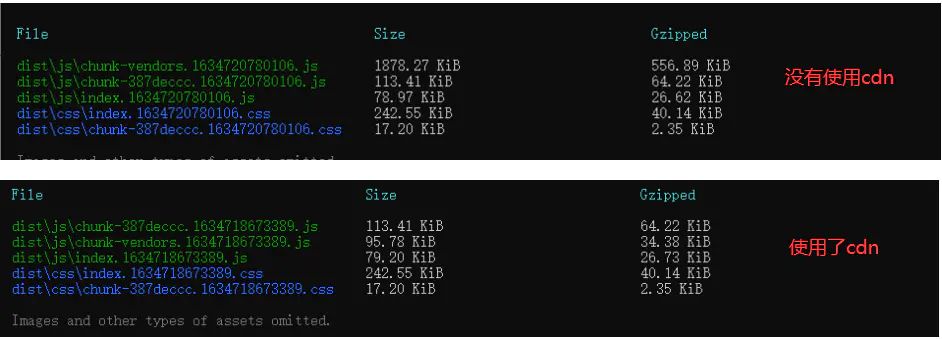 File Size Gzipped
dist\js\chunk-vendors.1634720780106.js 1878.27 KiB 556.89 KiB
dist\js\chunk-387deccc.1634720780106.js 113.41 KiB 64.22 KiB
没有使用cdn
dist\js\index.1634720780106.js 78.97 KiB 26.62 KiB
dist\css\index.1634720780106.css 242.55 KiB 40.14 KiB
dist\css\chunk-387deccc.1634720780106.css 17.20 KiB 2.35 KiB
Images and other types of assets omitted.
File Size Gzipped
dist\js\chunk-387deccc.1634718673389.js 113.41 KiB 64.22 KiB
dist\js\chunk-vendors.1634718673389.js 95.78 KiB 34.38 KiB
使用了cdn
dist\js\index.1634718673389.js 79.20 KiB 26.73 KiB
dist\css\index.1634718673389.css 242.55 KiB 40.14 KiB
dist\css\chunk-387deccc.1634718673389.css 17.20 KiB 2.35 KiB
Images and other types of assets omitted.